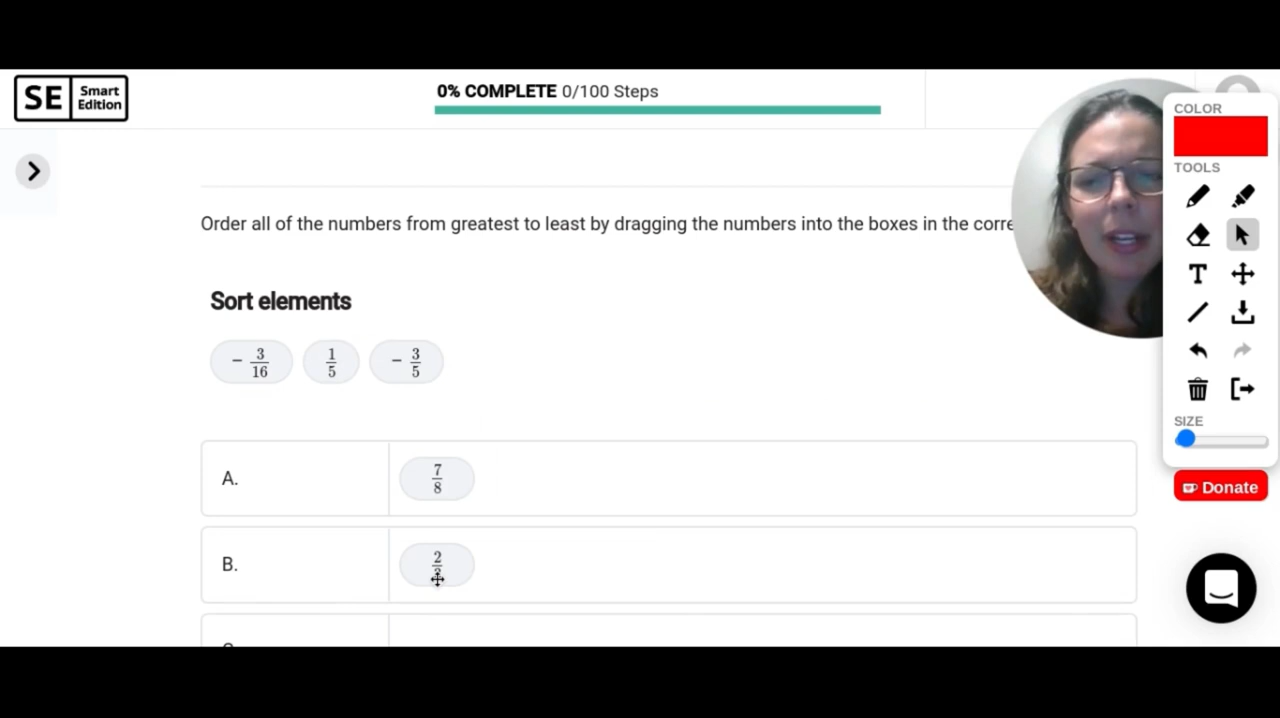 SE Smart Edition
0% COMPLETE 0/100 Steps
COLOR
TOOLS
Order all of the numbers from greatest to least by dragging the numbers into the boxes in the
Sort elements
− 3/16 1/5 − 3/5
T
SIZE
A. 7/8
Donate
B.